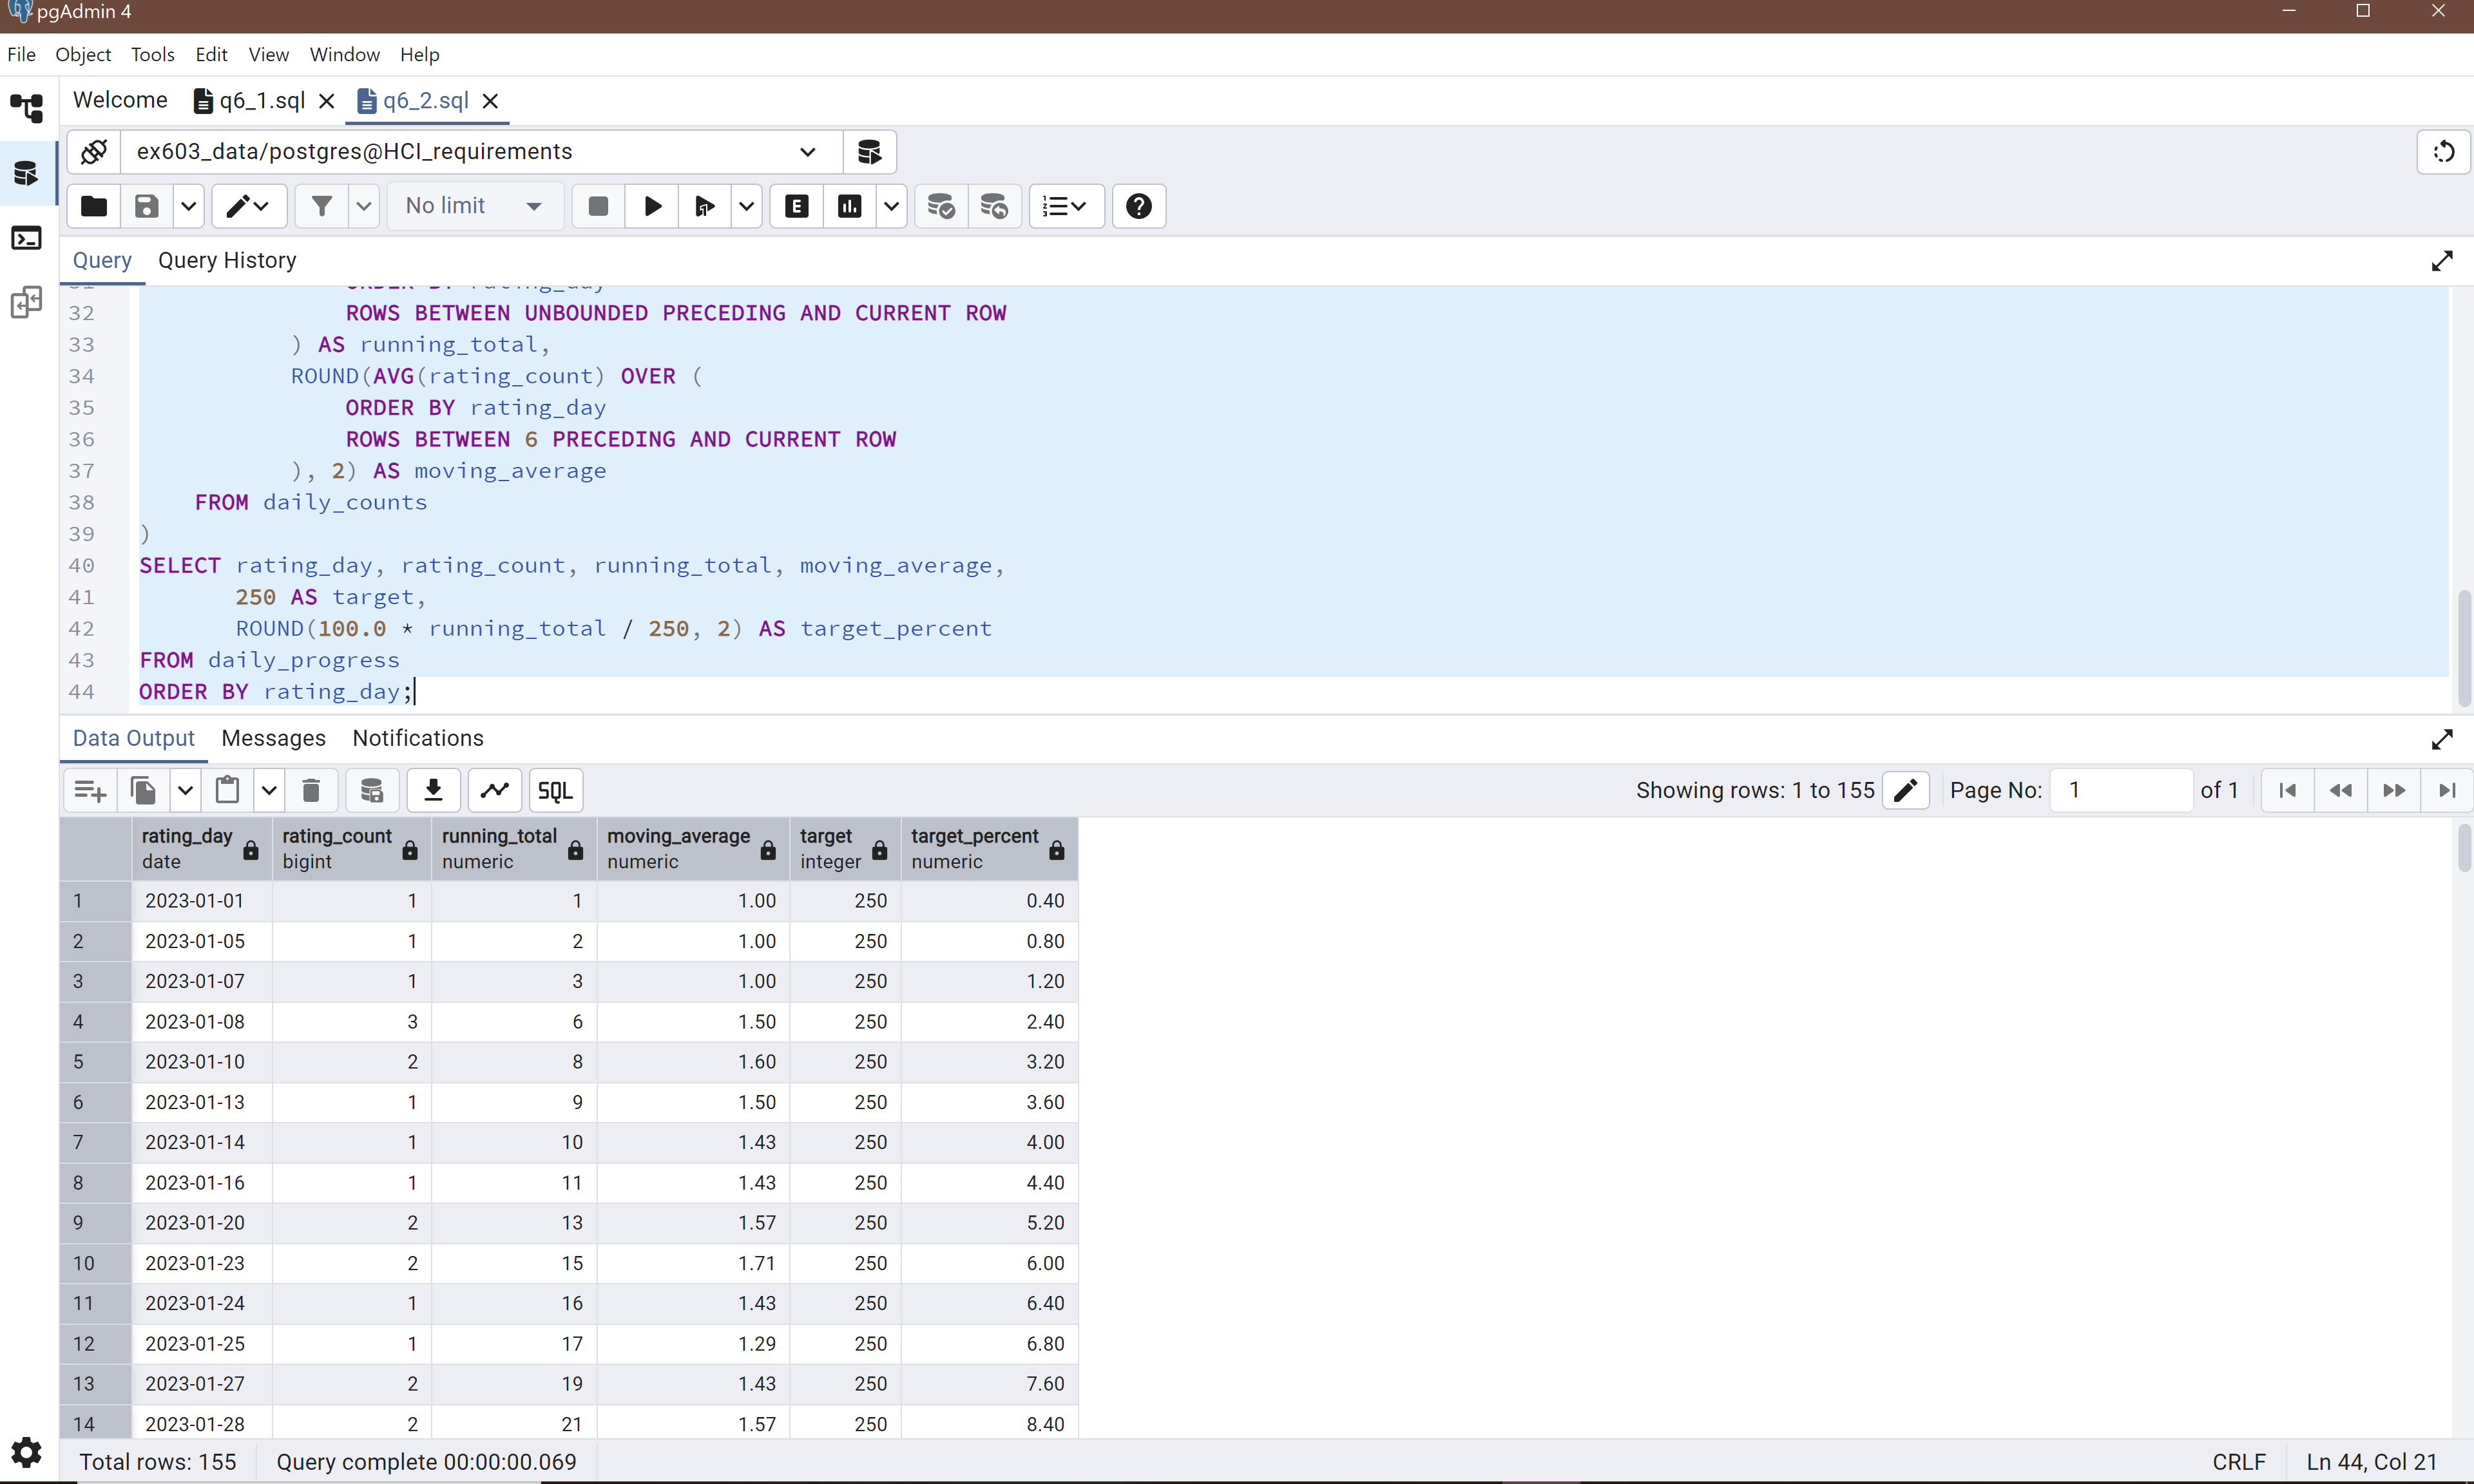 pgAdmin 4
File Object Tools Edit View Window Help
Welcome q6_1.sql q6_2.sql
ex603_data/postgres@HCI_requirements
No limit E
Query Query History
31 ORDER BY rating_day
32 ROWS BETWEEN UNBOUNDED PRECEDING AND CURRENT ROW
33 ) AS running_total,
34 ROUND(AVG(rating_count) OVER (
35 ORDER BY rating_day
36 ROWS BETWEEN 6 PRECEDING AND CURRENT ROW
37 ), 2) AS moving_average
38 FROM daily_counts
39 )
40 SELECT rating_day, rating_count, running_total, moving_average,
41 250 AS target,
42 ROUND(100.0 * running_total / 250, 2) AS target_percent
43 FROM daily_progress
44 ORDER BY rating_day;
Data Output Messages Notifications
SQL Showing rows: 1 to 155 Page No: 1 of 1
rating_day rating_count running_total moving_average target target_percent
date bigint numeric numeric integer numeric
1 2023-01-01 1 1 1.00 250 0.40
2 2023-01-05 1 2 1.00 250 0.80
3 2023-01-07 1 3 1.00 250 1.20
4 2023-01-08 3 6 1.50 250 2.40
5 2023-01-10 2 8 1.60 250 3.20
6 2023-01-13 1 9 1.50 250 3.60
7 2023-01-14 1 10 1.43 250 4.00
8 2023-01-16 1 11 1.43 250 4.40
9 2023-01-20 2 13 1.57 250 5.20
10 2023-01-23 2 15 1.71 250 6.00
11 2023-01-24 1 16 1.43 250 6.40
12 2023-01-25 1 17 1.29 250 6.80
13 2023-01-27 2 19 1.43 250 7.60
14 2023-01-28 2 21 1.57 250 8.40
Total rows: 155 Query complete 00:00:00.069 CRLF Ln 44, Col 21